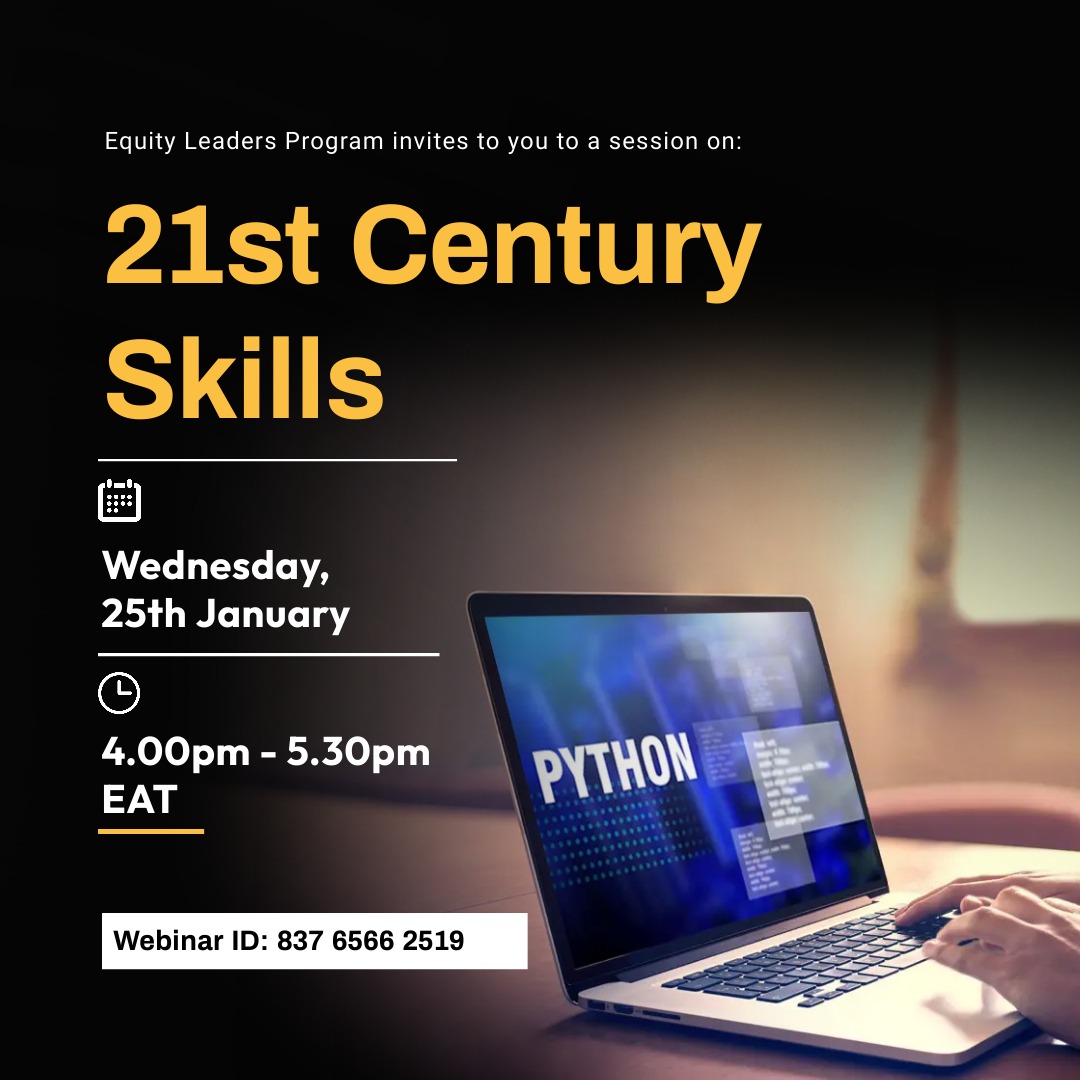 Equity Leaders Program invites to you to a session on:
21st Century
Skills
Wednesday,
25th January
4.00pm - 5.30pm
EAT
PYTHON
Webinar ID: 837 6566 2519